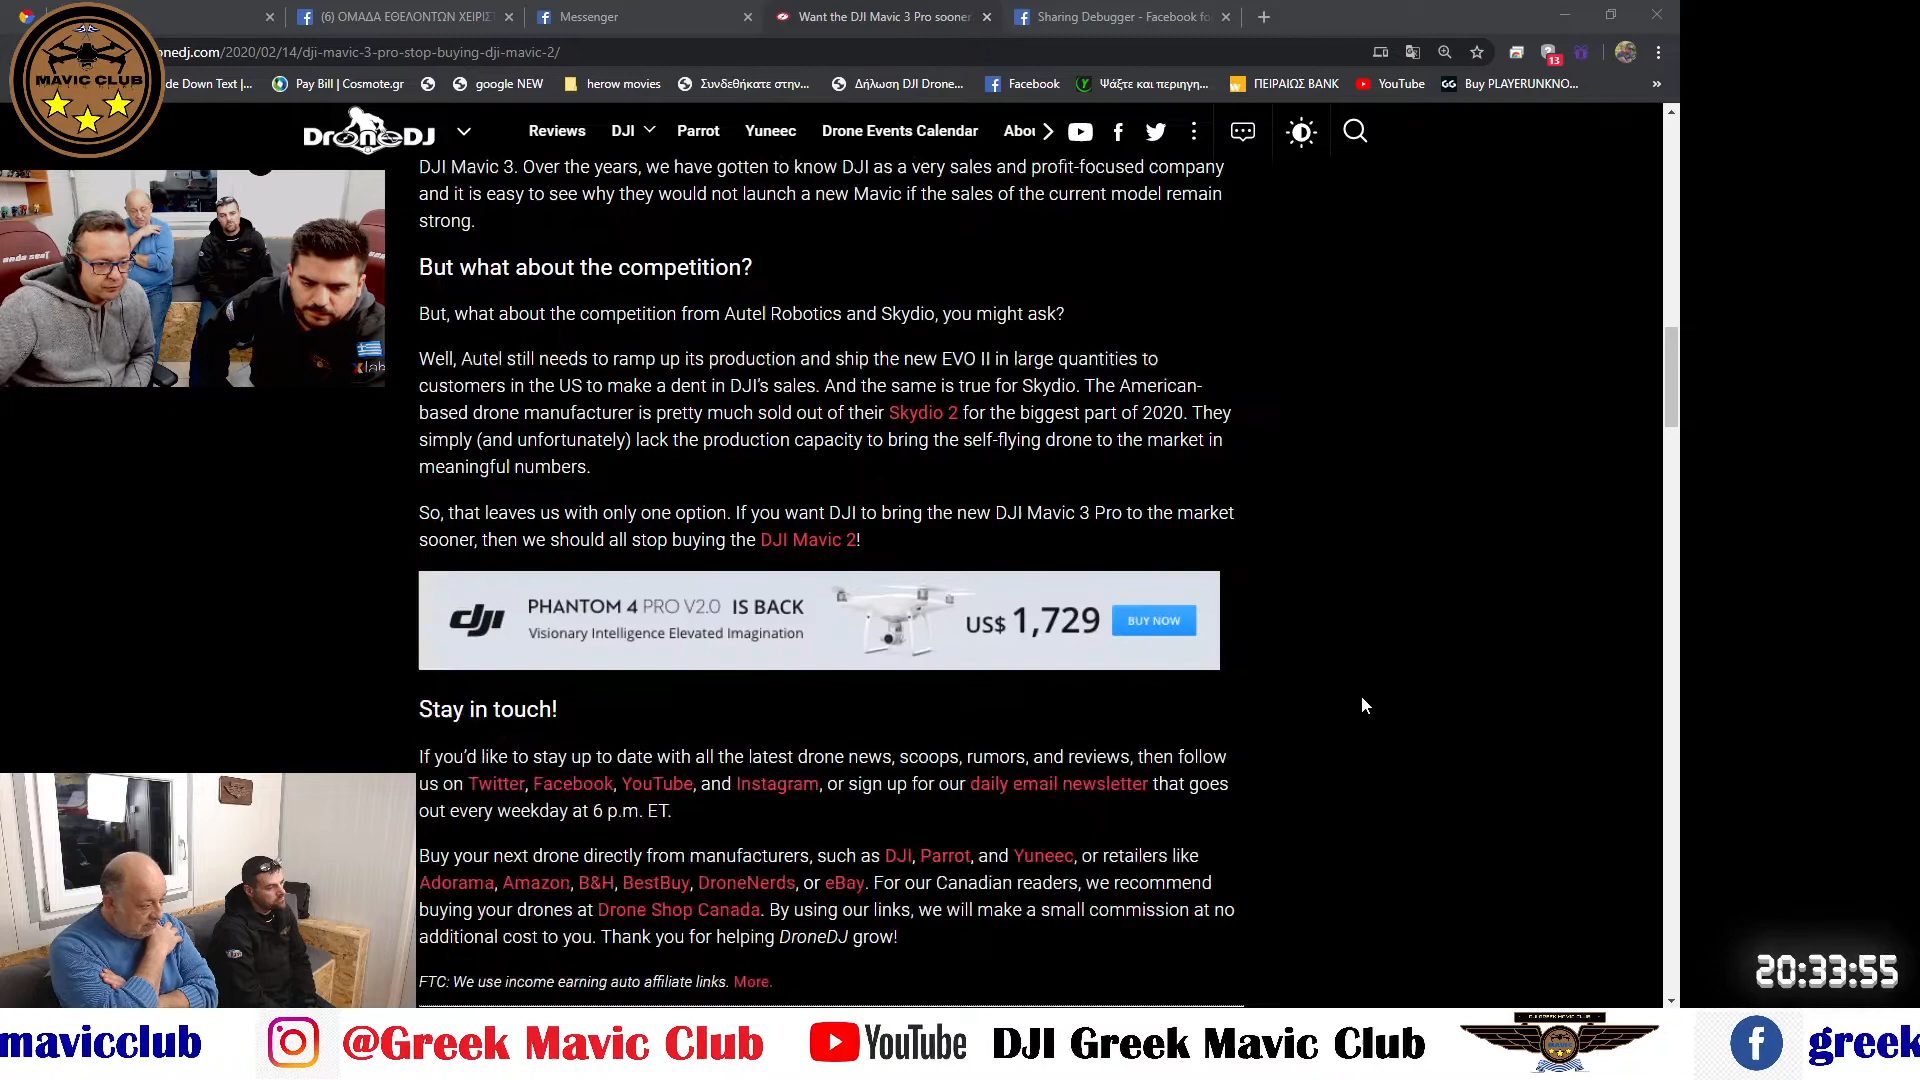 (6) ΟΜΑΔΑ ΕΘΕΛΟΝΤΩΝ ΧΕΙΡΙΣ
Messenger
Want the DJI Mavic 3 Pro sooner
Sharing Debugger - Facebook fo
nedj.com/2020/02/14/dji-mavic-3-pro-stop-buying-dji-mavic-2/
13
MAVIC CLUB
de Down Text |...
Pay Bill | Cosmote.gr
google NEW
herow movies
Συνδεθήκατε στην...
Δήλωση DJI Drone...
Facebook
Ψάξτε και περιηγη...
ΠΕΙΡΑΙΩΣ BANK
YouTube
GG Buy PLAYERUNKNO...
»
DRONEDJ
Reviews
DJI
Parrot
Yuneec
Drone Events Calendar
Abou
DJI Mavic 3. Over the years, we have gotten to know DJI as a very sales and profit-focused company
and it is easy to see why they would not launch a new Mavic if the sales of the current model remain
strong.
But what about the competition?
But, what about the competition from Autel Robotics and Skydio, you might ask?
Well, Autel still needs to ramp up its production and ship the new EVO II in large quantities to
customers in the US to make a dent in DJI’s sales. And the same is true for Skydio. The American-
based drone manufacturer is pretty much sold out of their Skydio 2 for the biggest part of 2020. They
simply (and unfortunately) lack the production capacity to bring the self-flying drone to the market in
meaningful numbers.
So, that leaves us with only one option. If you want DJI to bring the new DJI Mavic 3 Pro to the market
sooner, then we should all stop buying the DJI Mavic 2!
dji
PHANTOM 4 PRO V2.0 IS BACK
Visionary Intelligence Elevated Imagination
US$ 1,729
BUY NOW
Stay in touch!
If you’d like to stay up to date with all the latest drone news, scoops, rumors, and reviews, then follow
us on Twitter, Facebook, YouTube, and Instagram, or sign up for our daily email newsletter that goes
out every weekday at 6 p.m. ET.
Buy your next drone directly from manufacturers, such as DJI, Parrot, and Yuneec, or retailers like
Adorama, Amazon, B&H, BestBuy, DroneNerds, or eBay. For our Canadian readers, we recommend
buying your drones at Drone Shop Canada. By using our links, we will make a small commission at no
additional cost to you. Thank you for helping DroneDJ grow!
FTC: We use income earning auto affiliate links. More.
20:33:55
mavicclub
@Greek Mavic Club
YouTube
DJI Greek Mavic Club
DJI GREEK MAVIC CLUB
greek